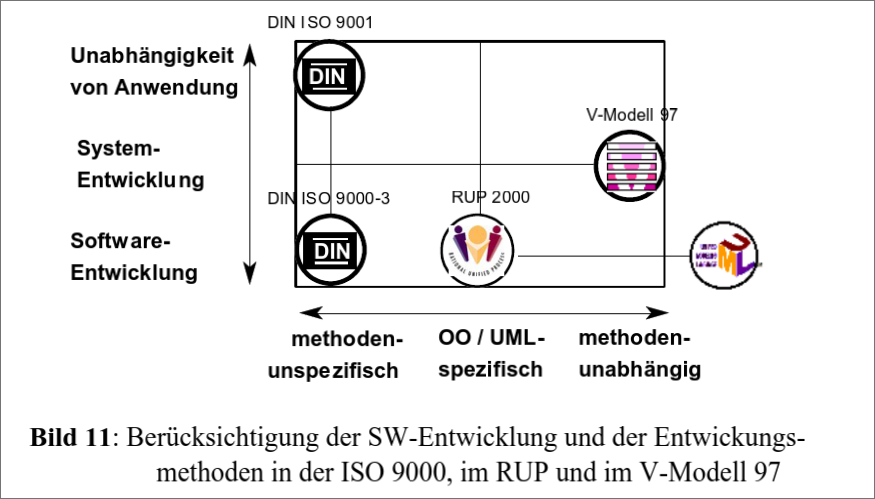 DIN ISO 9001
Unabhängigkeit
von Anwendung
DIN
V-Modell 97
System-
Entwicklung
DIN ISO 9000-3
RUP 2000
Software-
Entwicklung
DIN
RATIONAL UNIFIED PROCESS
UNIFIED
MODELING
LANGUAGE
UML
methoden-
unspezifisch
OO / UML-
spezifisch
methoden-
unabhängig
Bild 11: Berücksichtigung der SW-Entwicklung und der Entwickungs-
methoden in der ISO 9000, im RUP und im V-Modell 97